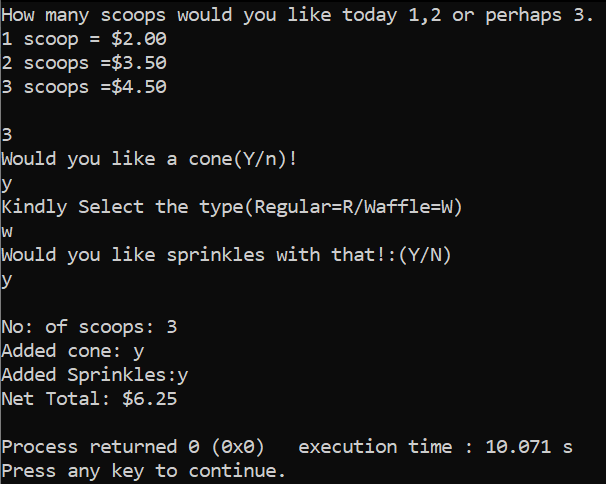 How many scoops would you like today 1,2 or perhaps 3.
1 scoop = $2.00
2 scoops =$3.50
3 scoops =$4.50
3
Would you like a cone(Y/n)!
y
Kindly Select the type(Regular=R/Waffle=W)
w
Would you like sprinkles with that!:(Y/N)
y
No: of scoops: 3
Added cone: y
Added Sprinkles:y
Net Total: $6.25
Process returned 0 (0x0)   execution time : 10.071 s
Press any key to continue.